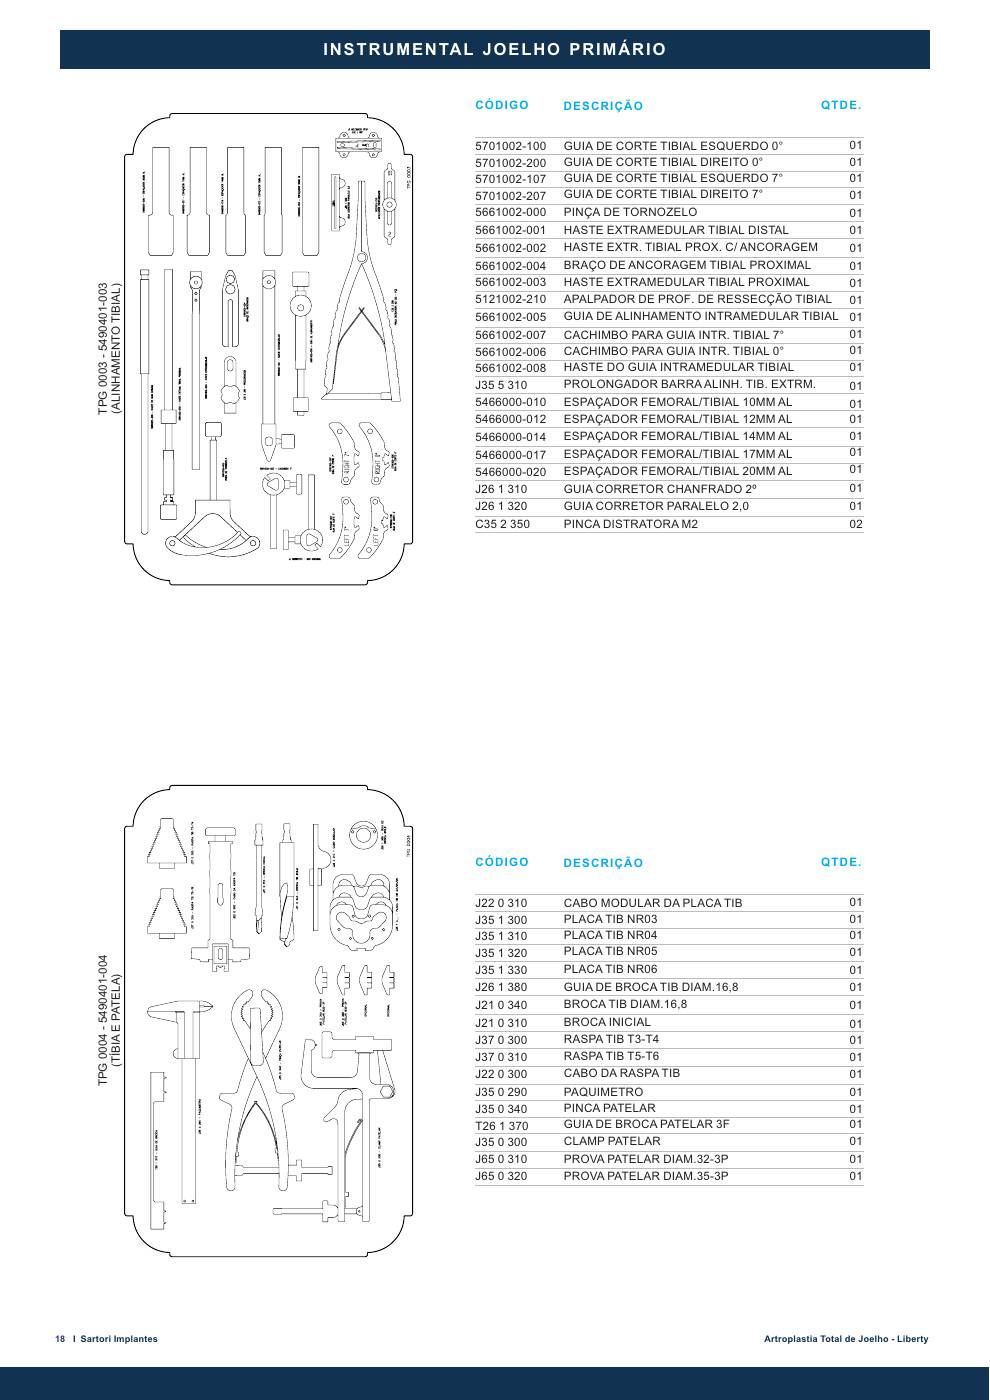 INSTRUMENTAL JOELHO PRIMÁRIO
TPG 0003 - 5490401-003
(ALINHAMENTO TIBIAL)
RIGHT 7°
RIGHT 0°
LEFT 7°
LEFT 0°
CÓDIGO DESCRIÇÃO QTDE.
5701002-100 GUIA DE CORTE TIBIAL ESQUERDO 0° 01
5701002-200 GUIA DE CORTE TIBIAL DIREITO 0° 01
5701002-107 GUIA DE CORTE TIBIAL ESQUERDO 7° 01
5701002-207 GUIA DE CORTE TIBIAL DIREITO 7° 01
5661002-000 PINÇA DE TORNOZELO 01
5661002-001 HASTE EXTRAMEDULAR TIBIAL DISTAL 01
5661002-002 HASTE EXTR. TIBIAL PROX. C/ ANCORAGEM 01
5661002-004 BRAÇO DE ANCORAGEM TIBIAL PROXIMAL 01
5661002-003 HASTE EXTRAMEDULAR TIBIAL PROXIMAL 01
5121002-210 APALPADOR DE PROF. DE RESSECÇÃO TIBIAL 01
5661002-005 GUIA DE ALINHAMENTO INTRAMEDULAR TIBIAL 01
5661002-007 CACHIMBO PARA GUIA INTR. TIBIAL 7° 01
5661002-006 CACHIMBO PARA GUIA INTR. TIBIAL 0° 01
5661002-008 HASTE DO GUIA INTRAMEDULAR TIBIAL 01
J35 5 310 PROLONGADOR BARRA ALINH. TIB. EXTRM. 01
5466000-010 ESPAÇADOR FEMORAL/TIBIAL 10MM AL 01
5466000-012 ESPAÇADOR FEMORAL/TIBIAL 12MM AL 01
5466000-014 ESPAÇADOR FEMORAL/TIBIAL 14MM AL 01
5466000-017 ESPAÇADOR FEMORAL/TIBIAL 17MM AL 01
5466000-020 ESPAÇADOR FEMORAL/TIBIAL 20MM AL 01
J26 1 310 GUIA CORRETOR CHANFRADO 2º 01
J26 1 320 GUIA CORRETOR PARALELO 2,0 01
C35 2 350 PINCA DISTRATORA M2 02
TPG 0004 - 5490401-004
(TÍBIA E PATELA)
CÓDIGO DESCRIÇÃO QTDE.
J22 0 310 CABO MODULAR DA PLACA TIB 01
J35 1 300 PLACA TIB NR03 01
J35 1 310 PLACA TIB NR04 01
J35 1 320 PLACA TIB NR05 01
J35 1 330 PLACA TIB NR06 01
J26 1 380 GUIA DE BROCA TIB DIAM.16,8 01
J21 0 340 BROCA TIB DIAM.16,8 01
J21 0 310 BROCA INICIAL 01
J37 0 300 RASPA TIB T3-T4 01
J37 0 310 RASPA TIB T5-T6 01
J22 0 300 CABO DA RASPA TIB 01
J35 0 290 PAQUIMETRO 01
J35 0 340 PINCA PATELAR 01
T26 1 370 GUIA DE BROCA PATELAR 3F 01
J35 0 300 CLAMP PATELAR 01
J65 0 310 PROVA PATELAR DIAM.32-3P 01
J65 0 320 PROVA PATELAR DIAM.35-3P 01
18 I Sartori Implantes
Artroplastia Total de Joelho - Liberty